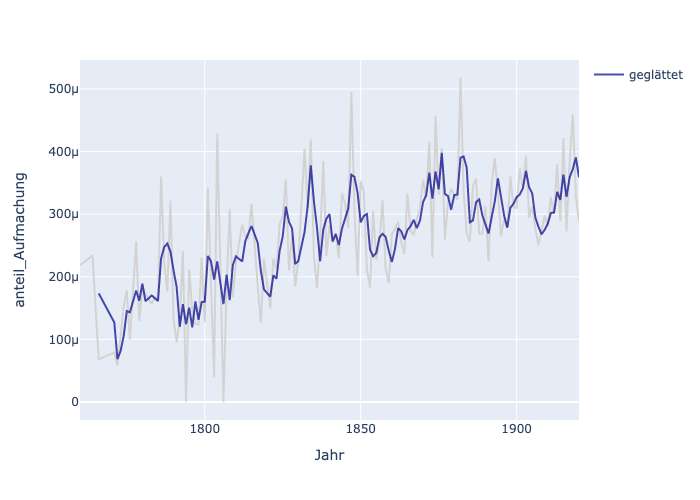 geglättet
500μ
400μ
300μ
200μ
100μ
0
anteil_Aufmachung
1800
1850
1900
Jahr